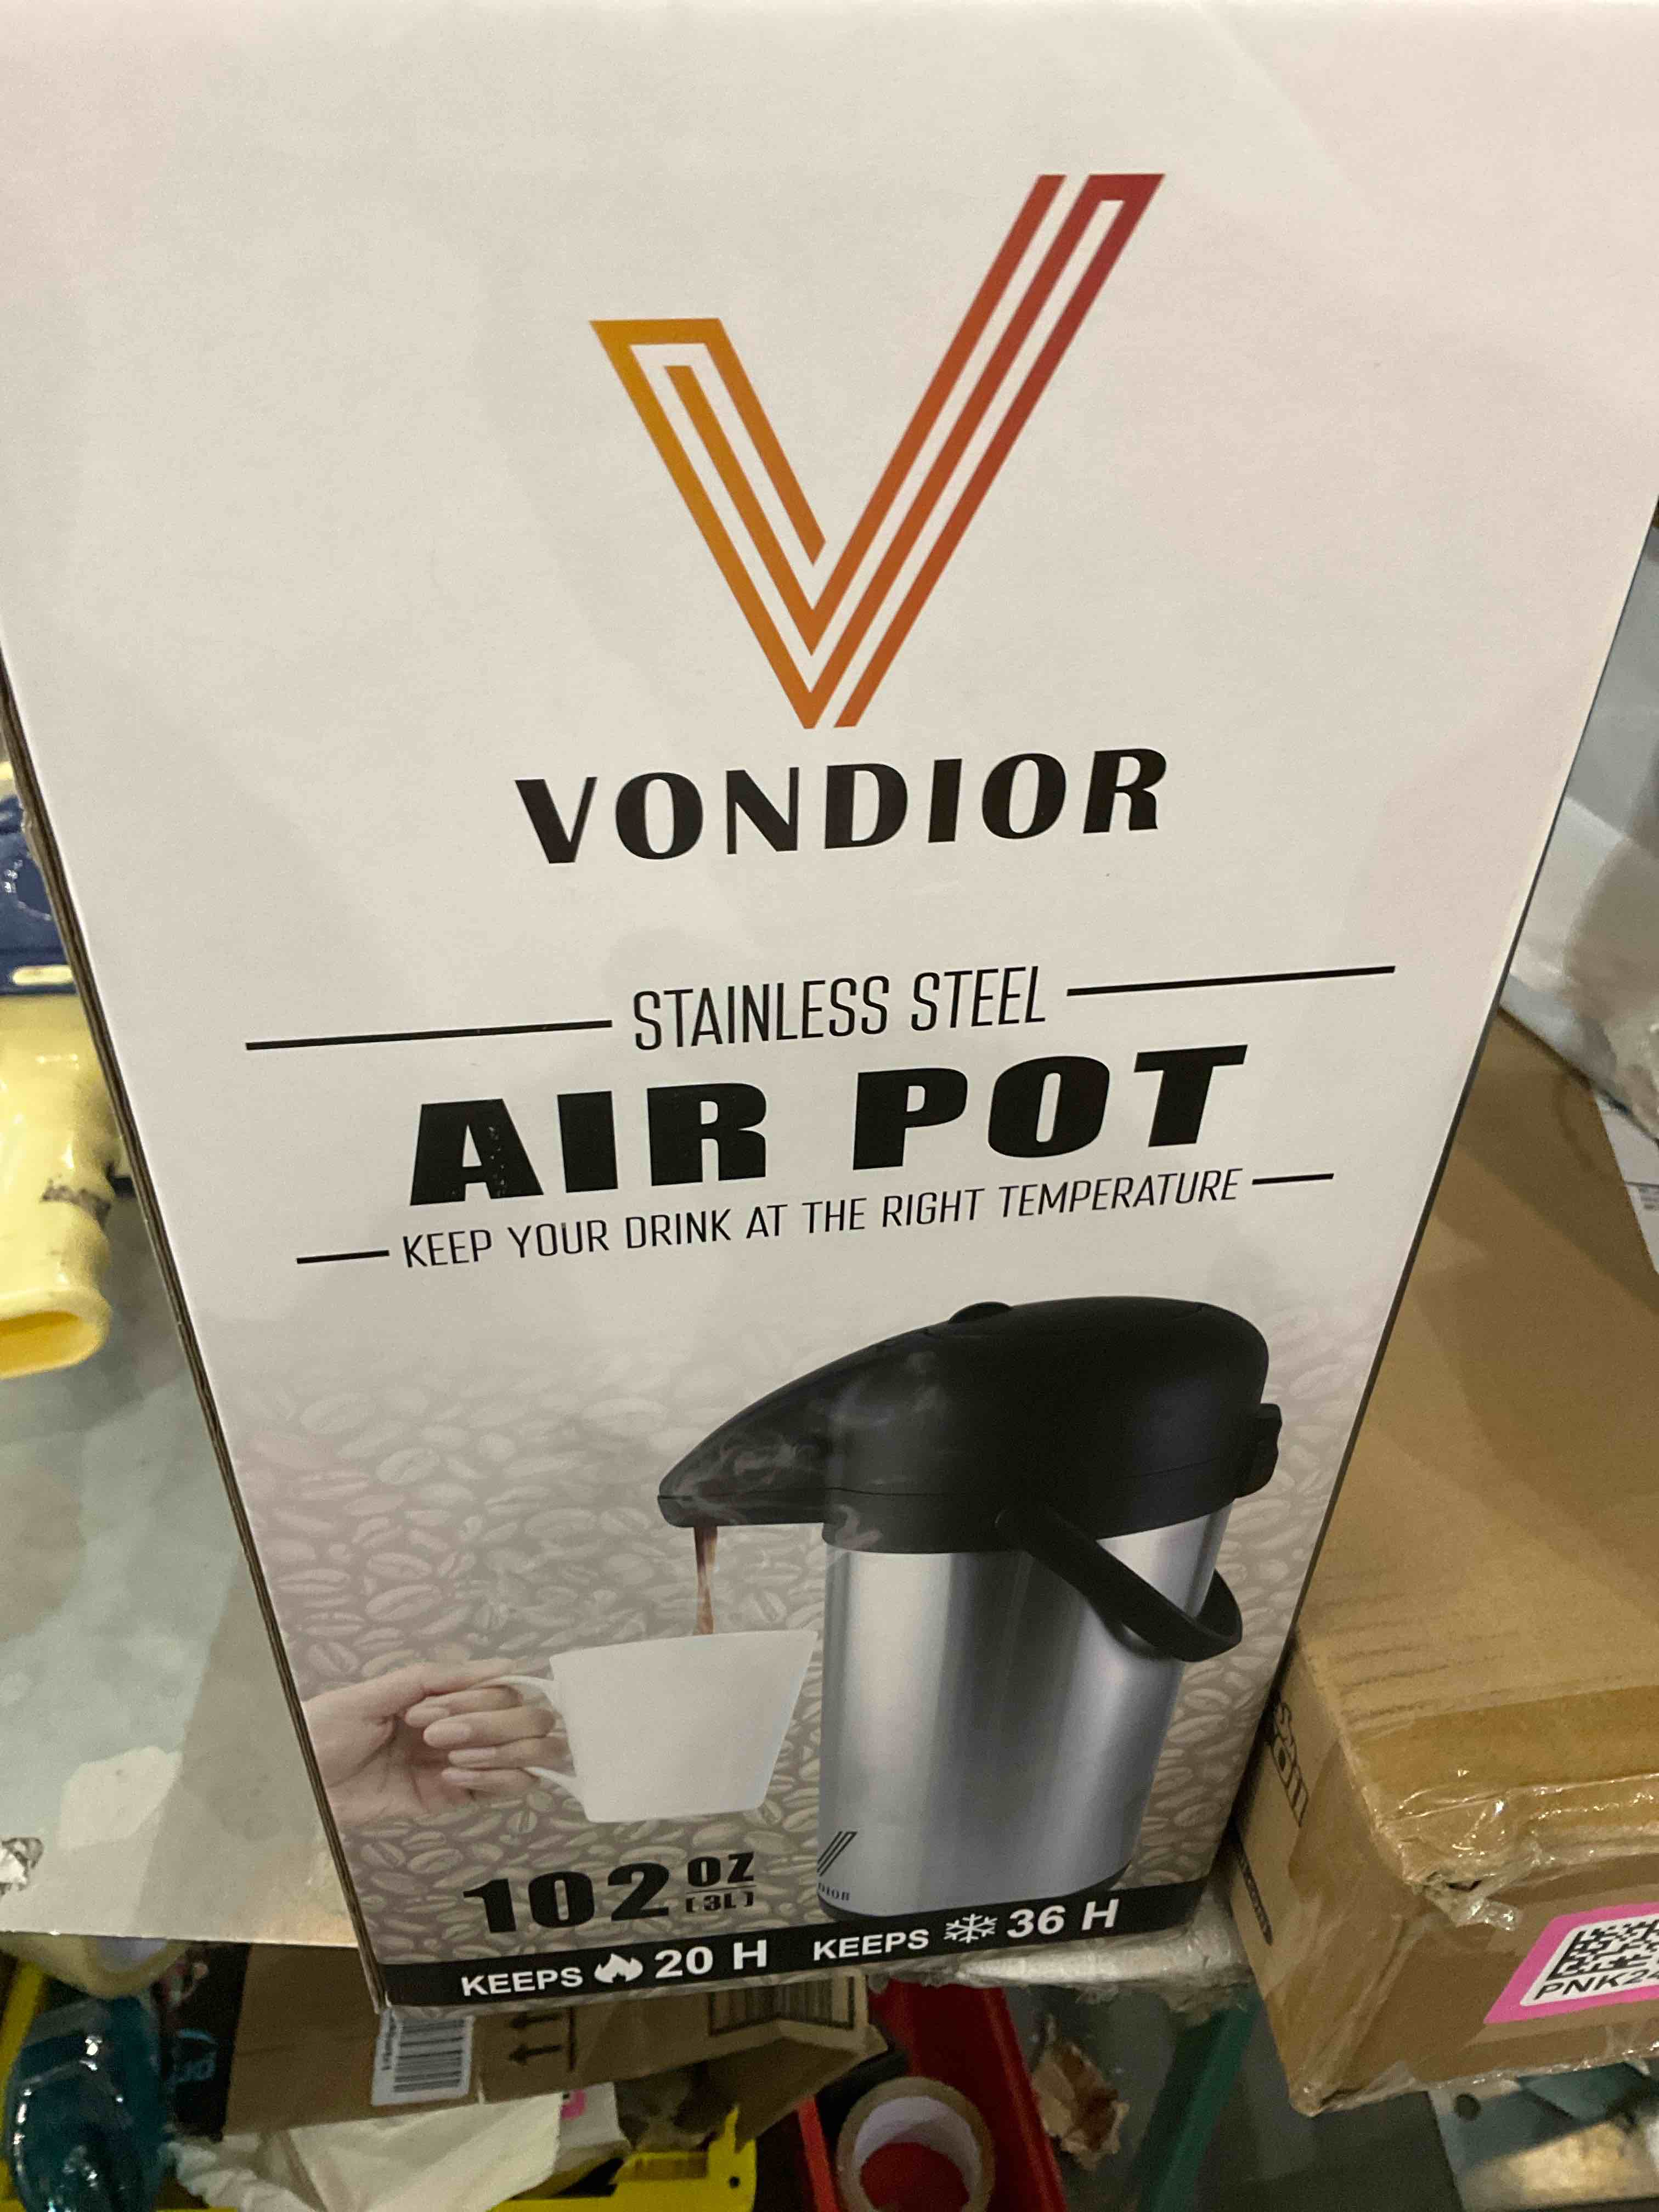 VONDIOR
STAINLESS STEEL
AIR POT
KEEP YOUR DRINK AT THE RIGHT TEMPERATURE
102 OZ
[3L]
KEEPS 20 H KEEPS 36 H